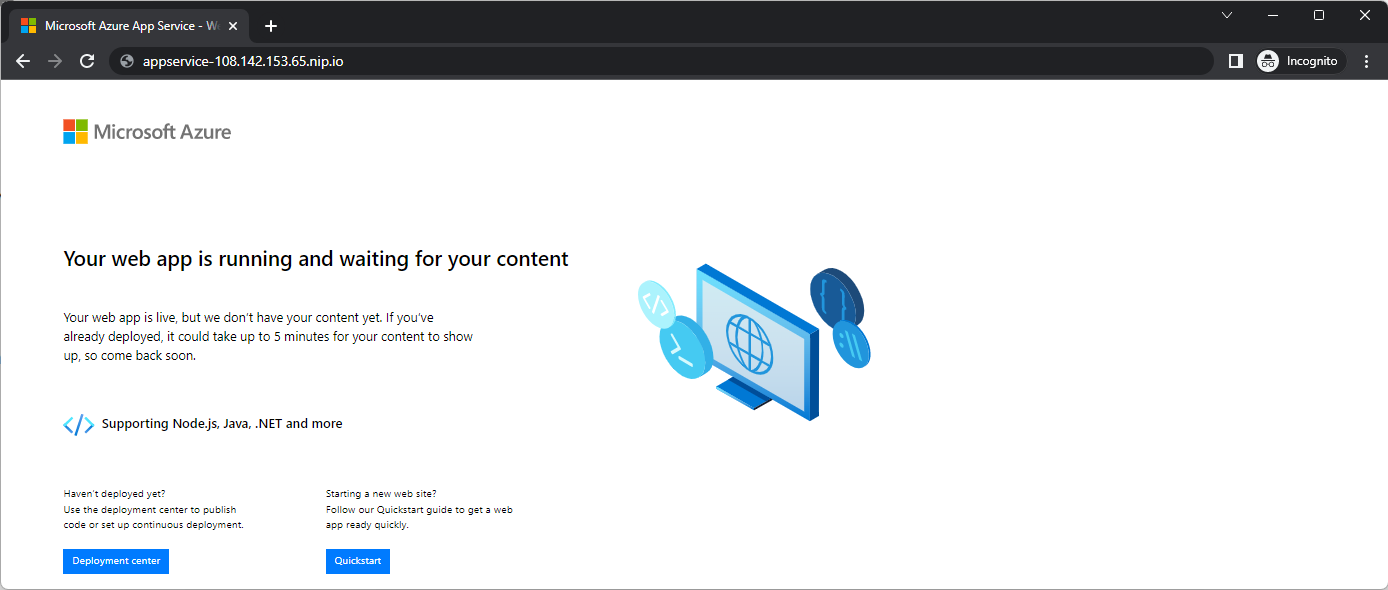 Microsoft Azure App Service - We
appservice-108.142.153.65.nip.io
Incognito
Microsoft Azure
Your web app is running and waiting for your content
Your web app is live, but we don't have your content yet. If you've
already deployed, it could take up to 5 minutes for your content to show
up, so come back soon.
Supporting Node.js, Java, .NET and more
Haven't deployed yet?
Use the deployment center to publish
code or set up continuous deployment.
Deployment center
Starting a new web site?
Follow our Quickstart guide to get a web
app ready quickly.
Quickstart